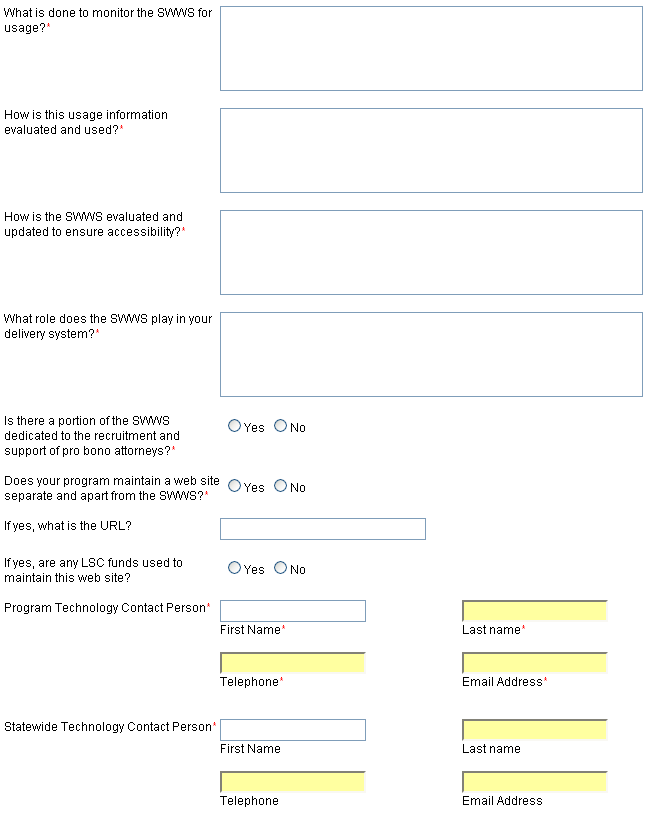 What is done to monitor the SWWS for
usage?*
How is this usage information
evaluated and used?*
How is the SWWS evaluated and
updated to ensure accessibility?*
What role does the SWWS play in your
delivery system?*
Is there a portion of the SWWS
dedicated to the recruitment and
support of pro bono attorneys?*
Yes No
Does your program maintain a web site
separate and apart from the SWWS?*
Yes No
If yes, what is the URL?
If yes, are any LSC funds used to
maintain this web site?
Yes No
Program Technology Contact Person*
First Name* Last name*
Telephone* Email Address*
Statewide Technology Contact Person*
First Name Last name
Telephone Email Address